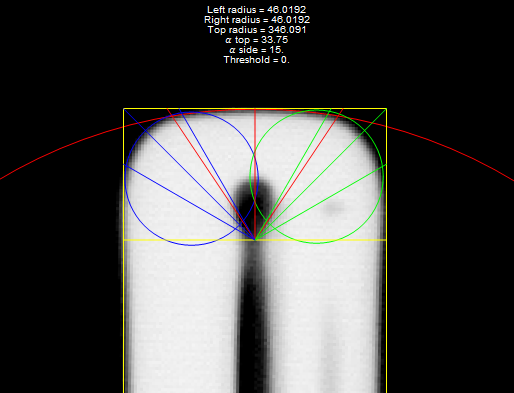 Left radius = 46.0192
Right radius = 46.0192
Top radius = 346.091
α top = 33.75
α side = 15.
Threshold = 0.